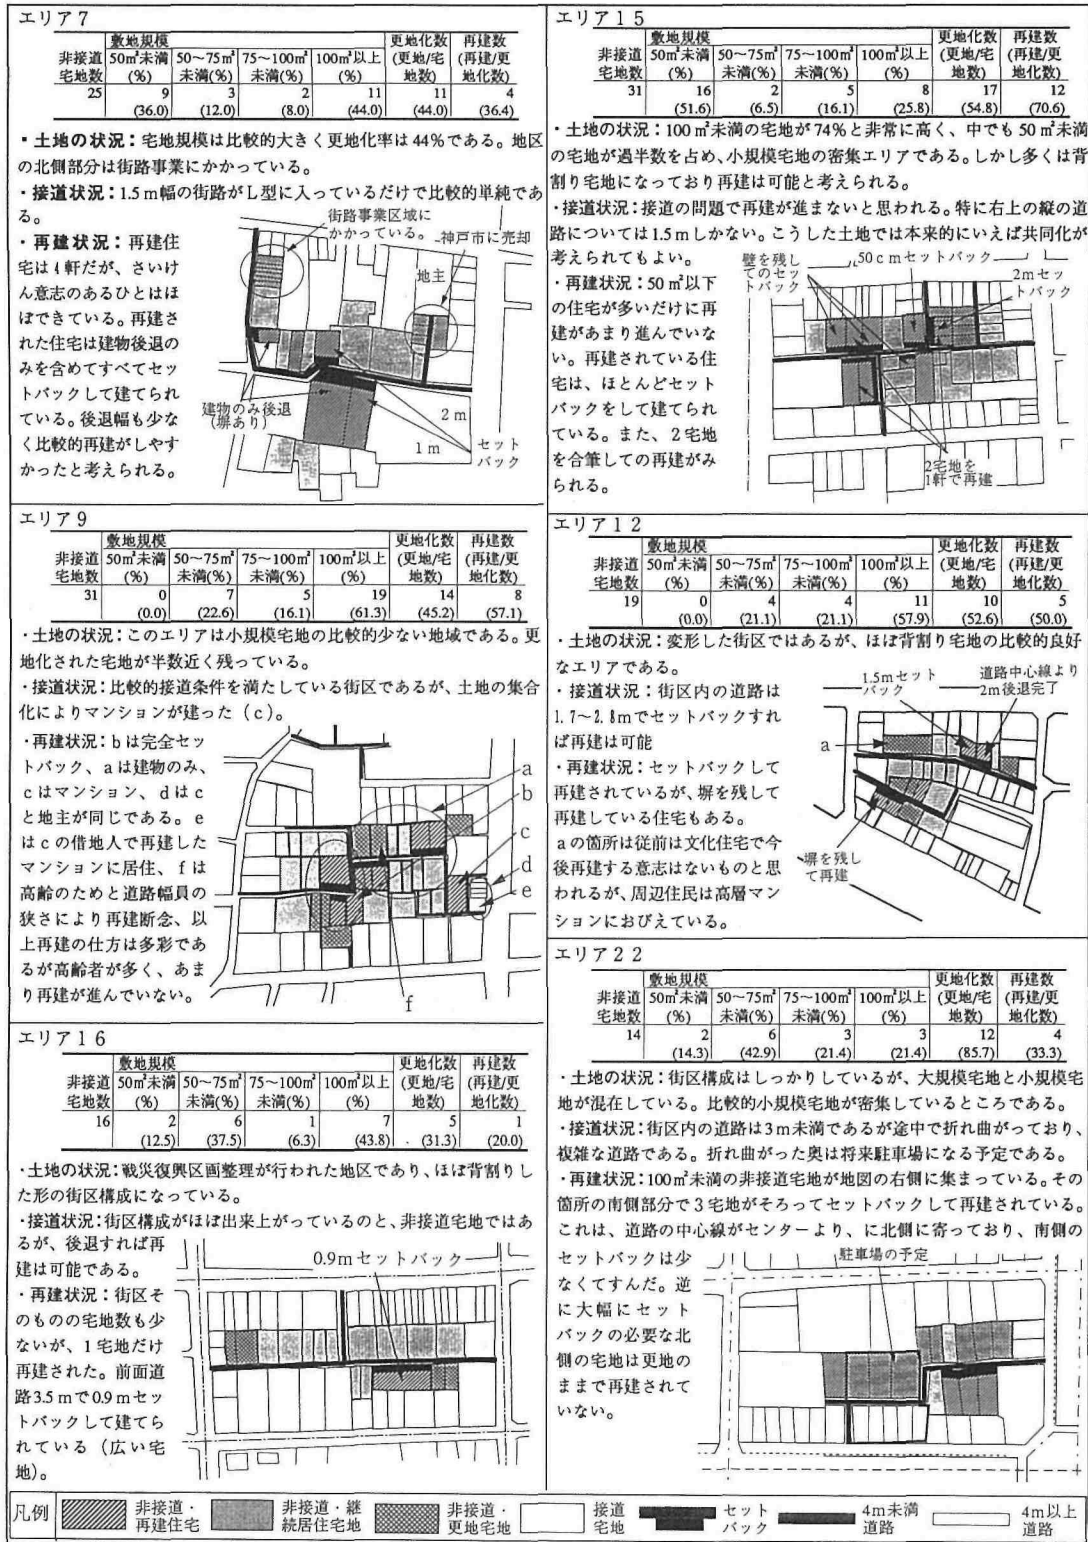 エリア7
敷地規模 更地化数 再建数
非接道 50㎡未満 50～75㎡ 75～100㎡ 100㎡以上 (更地/宅 (再建/更
宅地数 (%) 未満(%) 未満(%) (%) 地数) 地化数)
25 9 3 2 11 11 4
(36.0) (12.0) (8.0) (44.0) (44.0) (36.4)
・土地の状況：宅地規模は比較的大きく更地化率は44％である。地区
の北側部分は街路事業にかかっている。
・接道状況：1.5ｍ幅の街路がＬ型に入っているだけで比較的単純であ
る。
・再建状況：再建住
宅は4軒だが、さいけ
ん意志のあるひとはほ
ぼできている。再建さ
れた住宅は建物後退の
みを含めてすべてセッ
トバックして建てられ
ている。後退幅も少な
く比較的再建がしやす
かったと考えられる。
街路事業区域に
かかっている。
神戸市に売却
地主
建物のみ後退
(塀あり)
2ｍ
1ｍ
セット
バック
エリア9
敷地規模 更地化数 再建数
非接道 50㎡未満 50～75㎡ 75～100㎡ 100㎡以上 (更地/宅 (再建/更
宅地数 (%) 未満(%) 未満(%) (%) 地数) 地化数)
31 0 7 5 19 14 8
(0.0) (22.6) (16.1) (61.3) (45.2) (57.1)
・土地の状況：このエリアは小規模宅地の比較的少ない地域である。更
地化された宅地が半数近く残っている。
・接道状況：比較的接道条件を満たしている街区であるが、土地の集合
化によりマンションが建った（c）。
・再建状況：bは完全セッ
トバック、aは建物のみ、
cはマンション、dはc
と地主が同じである。e
はcの借地人で再建した
マンションに居住、fは
高齢のためと道路幅員の
狭さにより再建断念、以
上再建の仕方は多彩であ
るが高齢者が多く、あま
り再建が進んでいない。
a
b
c
d
e
f
エリア16
敷地規模 更地化数 再建数
非接道 50㎡未満 50～75㎡ 75～100㎡ 100㎡以上 (更地/宅 (再建/更
宅地数 (%) 未満(%) 未満(%) (%) 地数) 地化数)
16 2 6 1 7 5 1
(12.5) (37.5) (6.3) (43.8) (31.3) (20.0)
・土地の状況：戦災復興区画整理が行われた地区であり、ほぼ背割りし
た形の街区構成になっている。
・接道状況：街区構成がほぼ出来上がっているのと、非接道宅地ではあ
るが、後退すれば再
建は可能である。
・再建状況：街区そ
のものの宅地数も少
ないが、1宅地だけ
再建された。前面道
路3.5ｍで0.9ｍセッ
トバックして建てら
れている（広い宅
地）。
0.9ｍセットバック
エリア15
敷地規模 更地化数 再建数
非接道 50㎡未満 50～75㎡ 75～100㎡ 100㎡以上 (更地/宅 (再建/更
宅地数 (%) 未満(%) 未満(%) (%) 地数) 地化数)
31 16 2 5 8 17 12
(51.6) (6.5) (16.1) (25.8) (54.8) (70.6)
・土地の状況：100㎡未満の宅地が74％と非常に高く、中でも50㎡未満
の宅地が過半数を占め、小規模宅地の密集エリアである。しかし多くは背
割り宅地になっており再建は可能と考えられる。
・接道状況：接道の問題で再建が進まないと思われる。特に右上の縦の道
路については1.5ｍしかない。こうした土地では本来的にいえば共同化が
考えられてもよい。
・再建状況：50㎡以下
の住宅が多いだけに再
建があまり進んでいな
い。再建されている住
宅は、ほとんどセット
バックをして建てられ
ている。また、2宅地
を合筆しての再建がみ
られる。
壁を残し
てのセッ
トバック
50ｃｍセットバック
2ｍセッ
トバック
2宅地を
1軒で再建
エリア12
敷地規模 更地化数 再建数
非接道 50㎡未満 50～75㎡ 75～100㎡ 100㎡以上 (更地/宅 (再建/更
宅地数 (%) 未満(%) 未満(%) (%) 地数) 地化数)
19 0 4 4 11 10 5
(0.0) (21.1) (21.1) (57.9) (52.6) (50.0)
・土地の状況：変形した街区ではあるが、ほぼ背割り宅地の比較的良好
なエリアである。
・接道状況：街区内の道路は
1.7～2.8ｍでセットバックすれ
ば再建は可能
・再建状況：セットバックして
再建されているが、塀を残して
再建している住宅もある。
aの箇所は従前は文化住宅で今
後再建する意志はないものと思
われるが、周辺住民は高層マン
ションにおびえている。
1.5ｍセット
バック
道路中心線より
2ｍ後退完了
a
塀を残し
て再建
エリア22
敷地規模 更地化数 再建数
非接道 50㎡未満 50～75㎡ 75～100㎡ 100㎡以上 (更地/宅 (再建/更
宅地数 (%) 未満(%) 未満(%) (%) 地数) 地化数)
14 2 6 3 3 12 4
(14.3) (42.9) (21.4) (21.4) (85.7) (33.3)
・土地の状況：街区構成はしっかりしているが、大規模宅地と小規模宅
地が混在している。比較的小規模宅地が密集しているところである。
・接道状況：街区内の道路は3ｍ未満であるが途中で折れ曲がっており、
複雑な道路である。折れ曲がった奥は将来駐車場になる予定である。
・再建状況：100㎡未満の非接道宅地が地図の右側に集まっている。その
箇所の南側部分で3宅地がそろってセットバックして再建されている。
これは、道路の中心線がセンターより、に北側に寄っており、南側の
セットバックは少
なくてすんだ。逆
に大幅にセット
バックの必要な北
側の宅地は更地の
ままで再建されて
いない。
駐車場の予定
凡例 非接道・再建住宅 非接道・継続居住宅地 非接道・更地宅地 接道宅地 セットバック 4m未満道路 4m以上道路